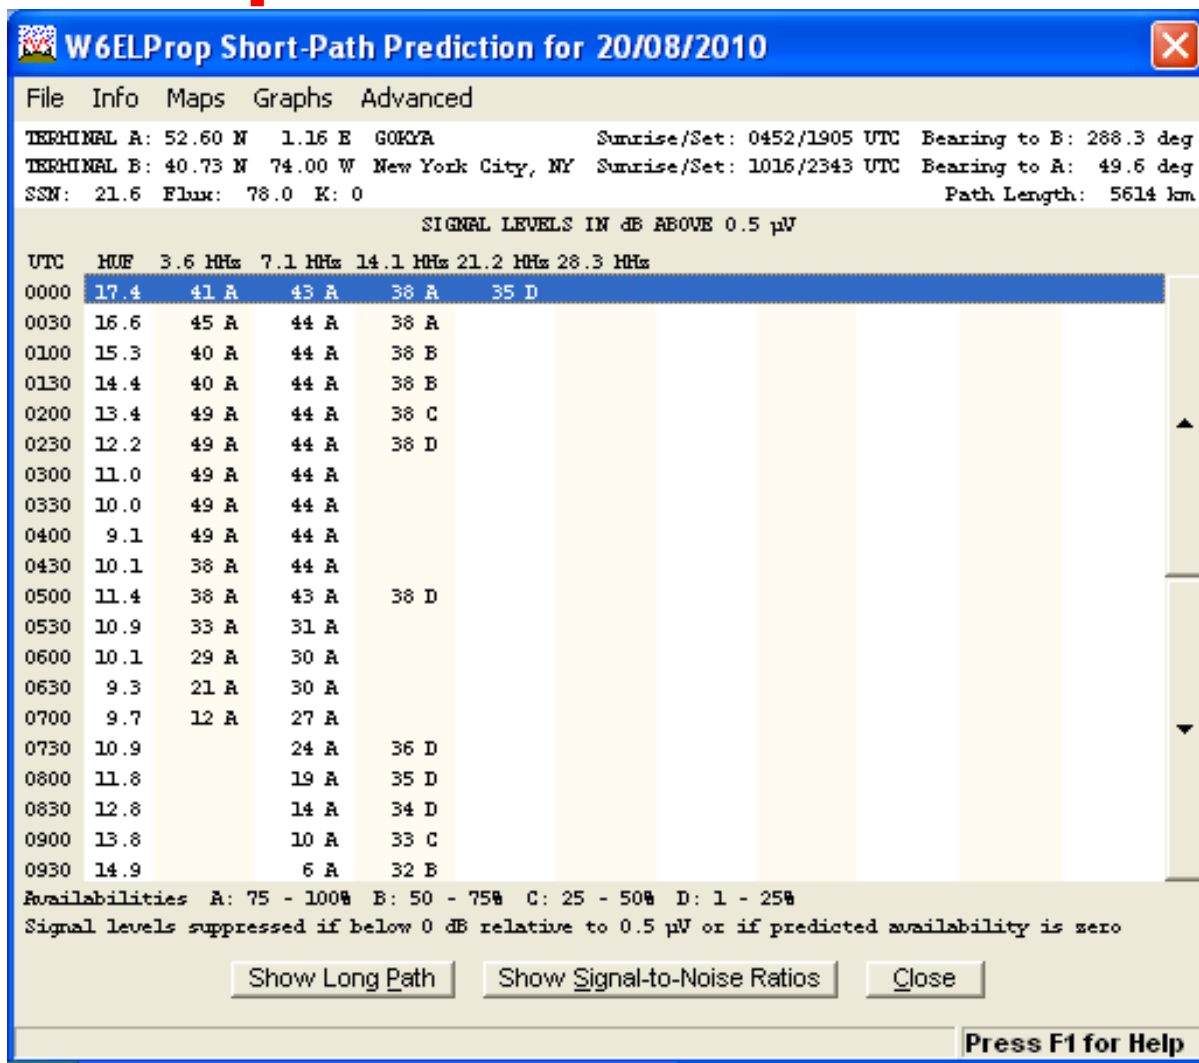 W6ELProp Short-Path Prediction for 20/08/2010
File Info Maps Graphs Advanced
TERMINAL A: 52.60 N 1.16 E G0KYA Sunrise/Set: 0452/1905 UTC Bearing to B: 288.3 deg
TERMINAL B: 40.73 N 74.00 W New York City, NY Sunrise/Set: 1016/2343 UTC Bearing to A: 49.6 deg
SSN: 21.6 Flux: 78.0 K: 0 Path Length: 5614 km
SIGNAL LEVELS IN dB ABOVE 0.5 µV
UTC MUF 3.6 MHz 7.1 MHz 14.1 MHz 21.2 MHz 28.3 MHz
0000 17.4 41 A 43 A 38 A 35 D
0030 16.6 45 A 44 A 38 A
0100 15.3 40 A 44 A 38 B
0130 14.4 40 A 44 A 38 B
0200 13.4 49 A 44 A 38 C
0230 12.2 49 A 44 A 38 D
0300 11.0 49 A 44 A
0330 10.0 49 A 44 A
0400 9.1 49 A 44 A
0430 10.1 38 A 44 A
0500 11.4 38 A 43 A 38 D
0530 10.9 33 A 31 A
0600 10.1 29 A 30 A
0630 9.3 21 A 30 A
0700 9.7 12 A 27 A
0730 10.9 24 A 36 D
0800 11.8 19 A 35 D
0830 12.8 14 A 34 D
0900 13.8 10 A 33 C
0930 14.9 6 A 32 B
Availabilities A: 75 - 100% B: 50 - 75% C: 25 - 50% D: 1 - 25%
Signal levels suppressed if below 0 dB relative to 0.5 µV or if predicted availability is zero
Show Long Path Show Signal-to-Noise Ratios Close
Press F1 for Help